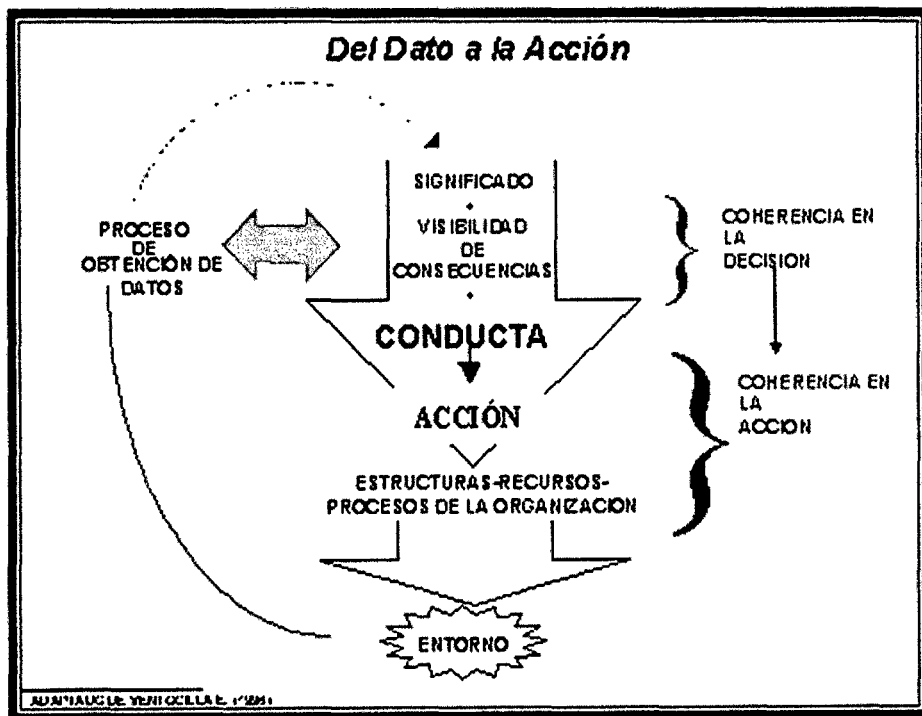 Del Dato a la Acción
SIGNIFICADO
VISIBILIDAD
DE
CONSECUENCIAS
CONDUCTA
ACCIÓN
ESTRUCTURAS-RECURSOS-
PROCESOS DE LA ORGANIZACIÓN
ENTORNO
PROCESO
DE
OBTENCIÓN DE
DATOS
COHERENCIA EN
LA
DECISION
COHERENCIA EN
LA
ACCION